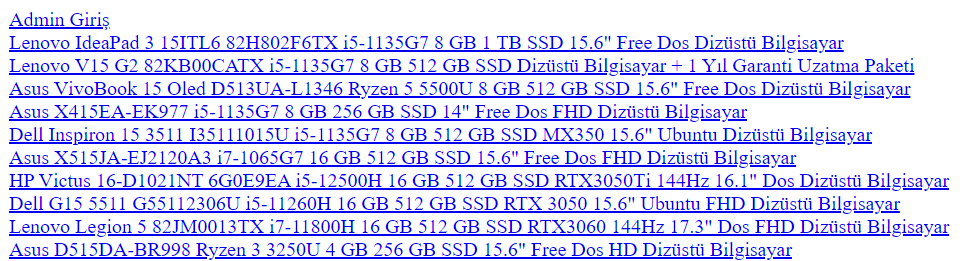 Admin Giriş
Lenovo IdeaPad 3 15ITL6 82H802F6TX i5-1135G7 8 GB 1 TB SSD 15.6" Free Dos Dizüstü Bilgisayar
Lenovo V15 G2 82KB00CATX i5-1135G7 8 GB 512 GB SSD Dizüstü Bilgisayar + 1 Yıl Garanti Uzatma Paketi
Asus VivoBook 15 Oled D513UA-L1346 Ryzen 5 5500U 8 GB 512 GB SSD 15.6" Free Dos Dizüstü Bilgisayar
Asus X415EA-EK977 i5-1135G7 8 GB 256 GB SSD 14" Free Dos FHD Dizüstü Bilgisayar
Dell Inspiron 15 3511 I35111015U i5-1135G7 8 GB 512 GB SSD MX350 15.6" Ubuntu Dizüstü Bilgisayar
Asus X515JA-EJ2120A3 i7-1065G7 16 GB 512 GB SSD 15.6" Free Dos FHD Dizüstü Bilgisayar
HP Victus 16-D1021NT 6G0E9EA i5-12500H 16 GB 512 GB SSD RTX3050Ti 144Hz 16.1" Dos Dizüstü Bilgisayar
Dell G15 5511 G55112306U i5-11260H 16 GB 512 GB SSD RTX 3050 15.6" Ubuntu FHD Dizüstü Bilgisayar
Lenovo Legion 5 82JM0013TX i7-11800H 16 GB 512 GB SSD RTX3060 144Hz 17.3" Dos FHD Dizüstü Bilgisayar
Asus D515DA-BR998 Ryzen 3 3250U 4 GB 256 GB SSD 15.6" Free Dos HD Dizüstü Bilgisayar